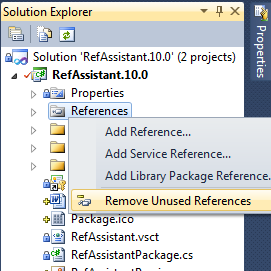 Solution Explorer
Properties
Solution 'RefAssistant.10.0' (2 projects)
RefAssistant.10.0
Properties
References
Add Reference...
Add Service Reference...
Add Library Package Reference.
Remove Unused References
Package.ico
RefAssistant.vsct
RefAssistantPackage.cs